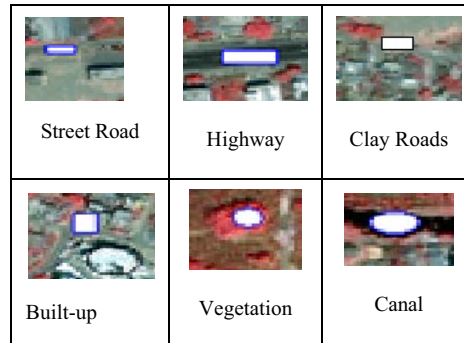 Street Road
Highway
Clay Roads
Built-up
Vegetation
Canal